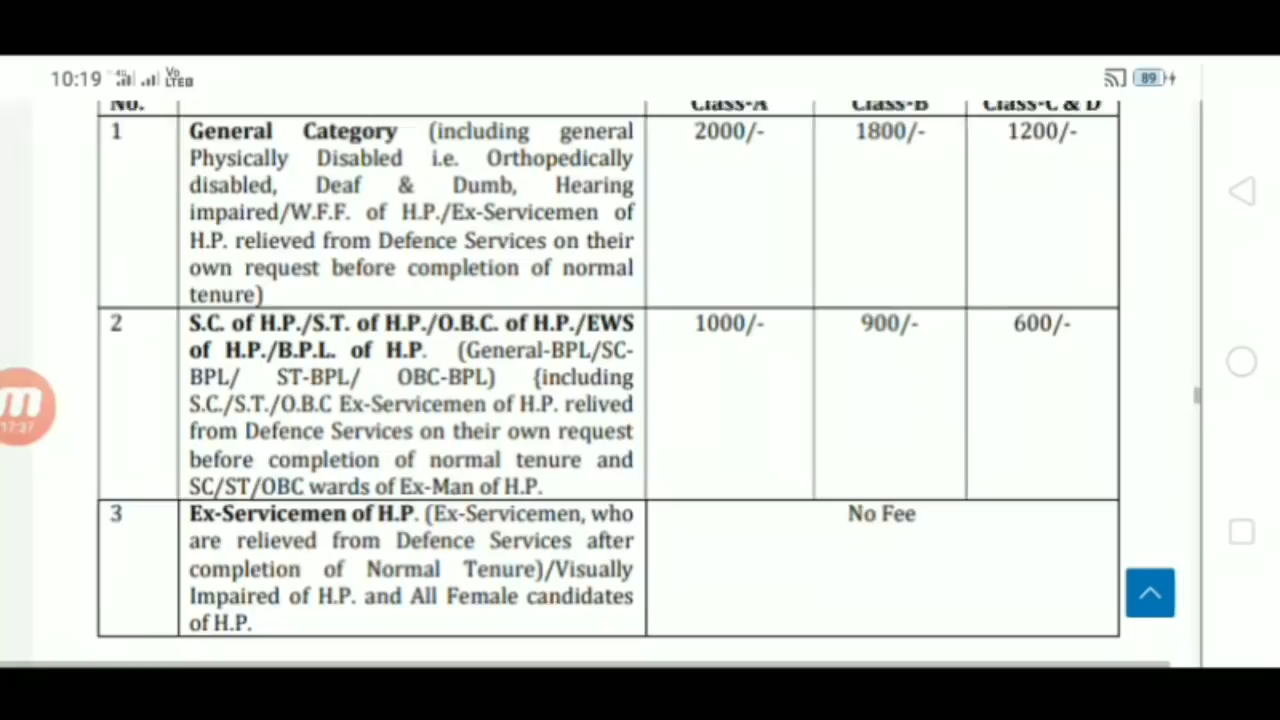 10:19 4G Vo LTE 89
No. Class-A Class-B Class-C & D
1 General Category (including general 2000/- 1800/- 1200/-
Physically Disabled i.e. Orthopedically
disabled, Deaf & Dumb, Hearing
impaired/W.F.F. of H.P./Ex-Servicemen of
H.P. relieved from Defence Services on their
own request before completion of normal
tenure)
2 S.C. of H.P./S.T. of H.P./O.B.C. of H.P./EWS 1000/- 900/- 600/-
of H.P./B.P.L. of H.P. (General-BPL/SC-
BPL/ ST-BPL/ OBC-BPL) {including
S.C./S.T./O.B.C Ex-Servicemen of H.P. relived
from Defence Services on their own request
before completion of normal tenure and
SC/ST/OBC wards of Ex-Man of H.P.
3 Ex-Servicemen of H.P. (Ex-Servicemen, who No Fee
are relieved from Defence Services after
completion of Normal Tenure)/Visually
Impaired of H.P. and All Female candidates
of H.P.
17:37